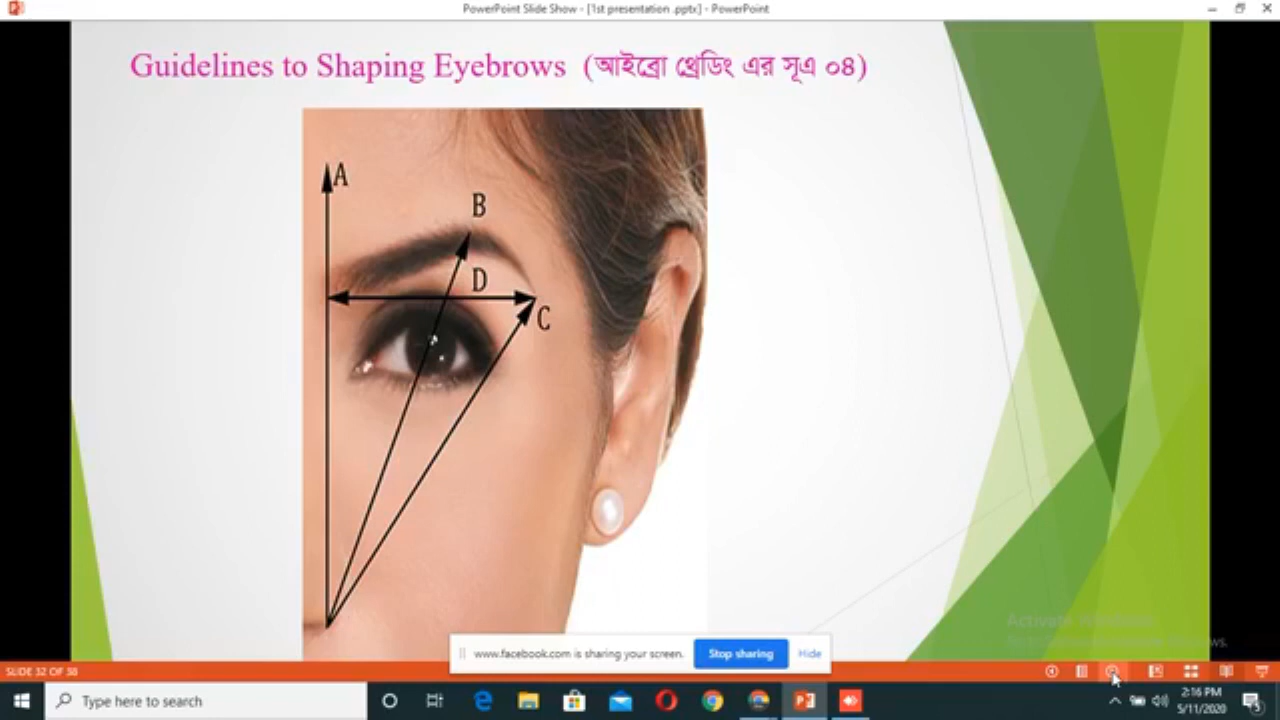 PowerPoint Slide Show - [1st presentation .pptx] - PowerPoint
Guidelines to Shaping Eyebrows (আইব্রো থ্রেডিং এর সূএ ০৪)
A
B
D
C
Activate Windows
www.facebook.com is sharing your screen.
Stop sharing
Hide
SLIDE 32 OF 38
Type here to search
2:16 PM
5/11/2020